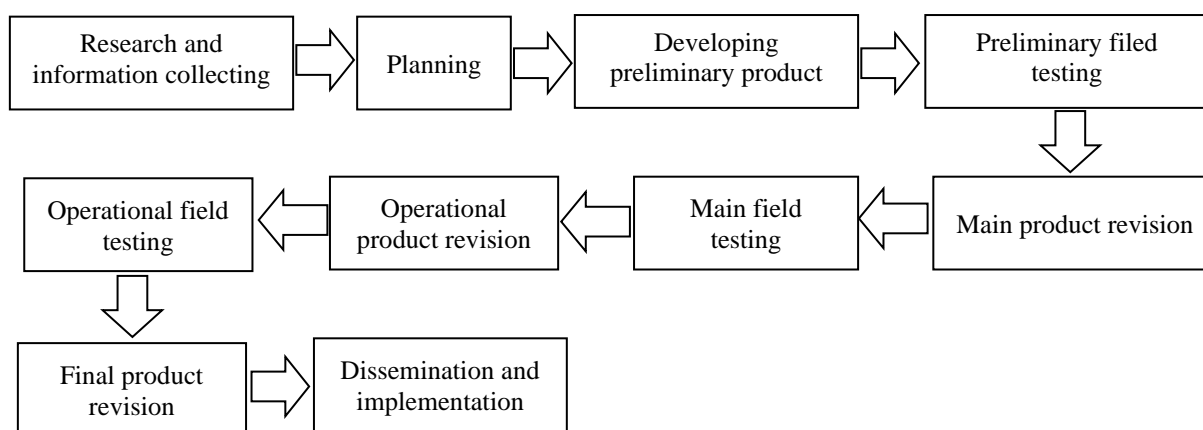 Research and
information collecting
Planning
Developing
preliminary product
Preliminary filed
testing
Main product revision
Main field
testing
Operational
product revision
Operational field
testing
Final product
revision
Dissemination and
implementation